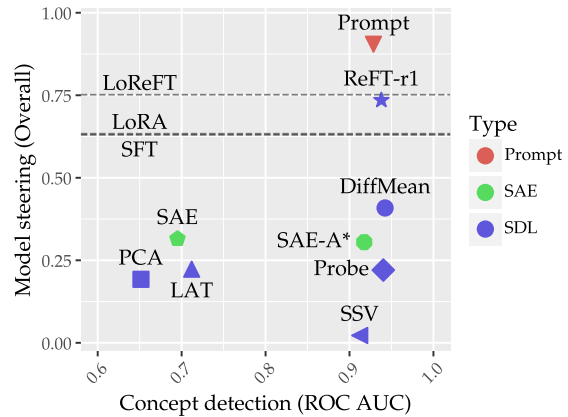 1.00
0.75
0.50
0.25
0.00
Model steering (Overall)
Prompt
ReFT-r1
LoReFT
LoRA
SFT
DiffMean
SAE
SAE-A*
PCA
LAT
Probe
SSV
0.6
0.7
0.8
0.9
1.0
Concept detection (ROC AUC)
Type
Prompt
SAE
SDL